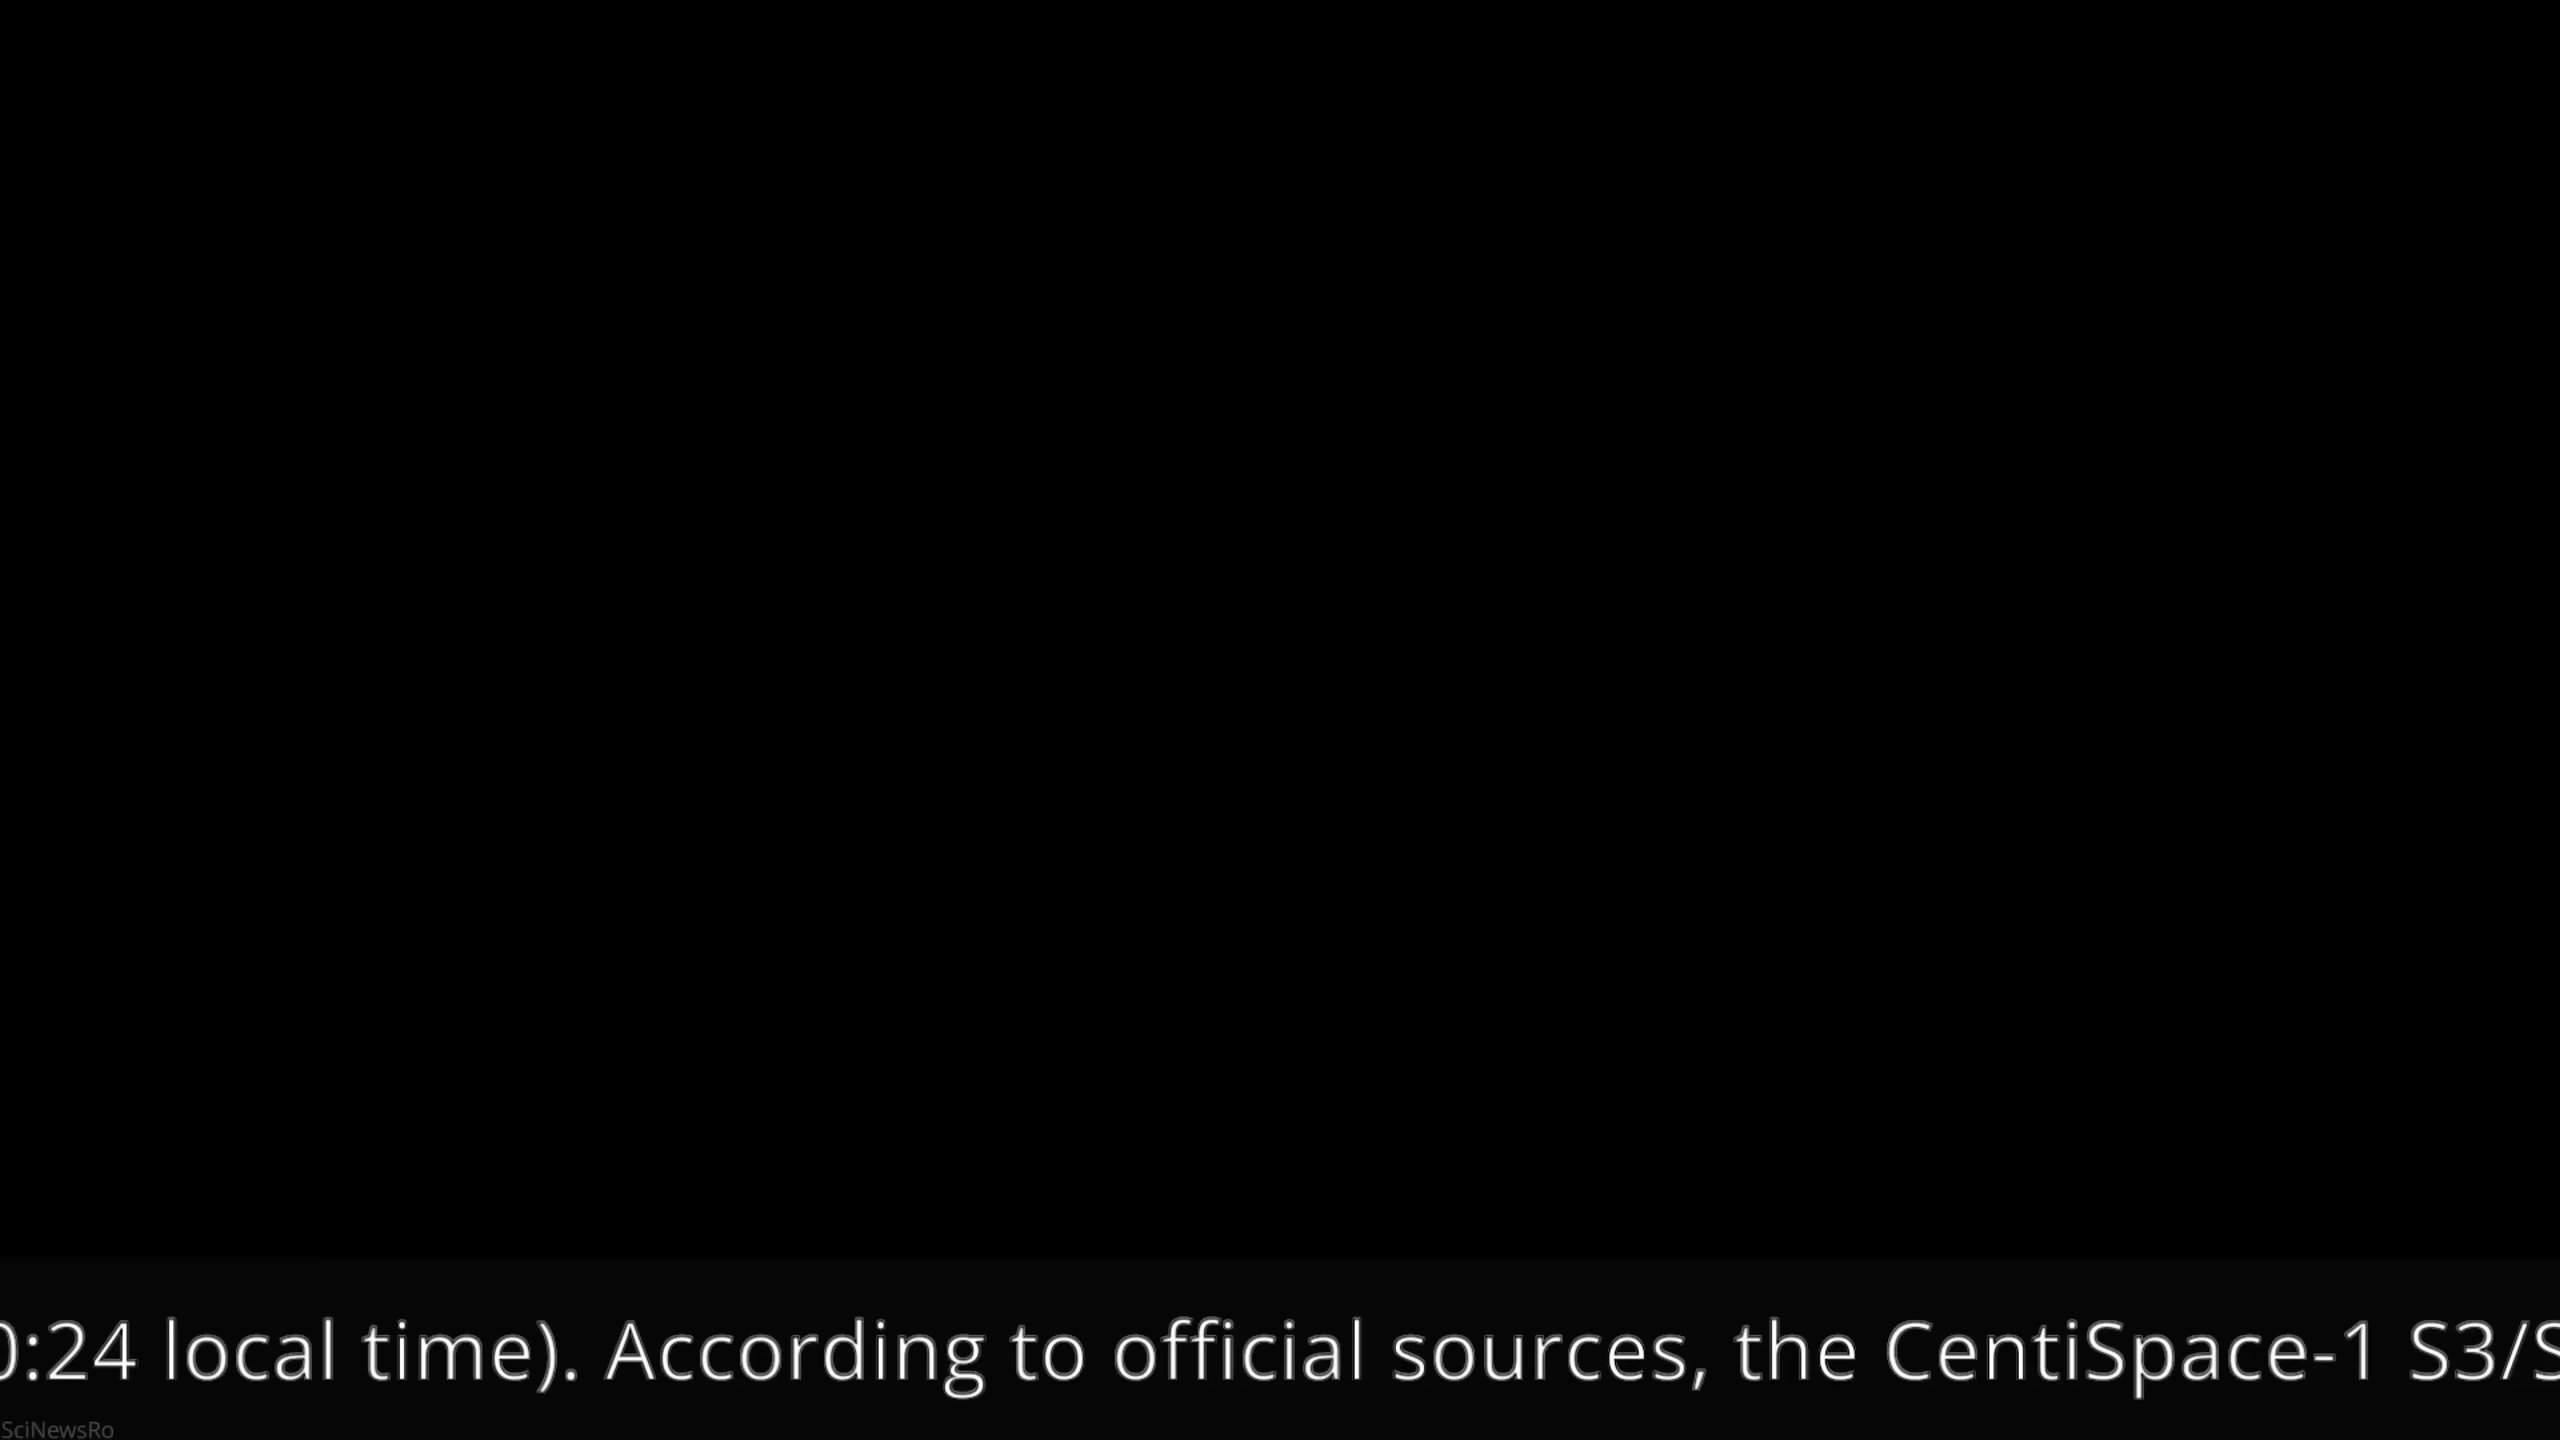 0:24 local time). According to official sources, the CentiSpace-1 S3/S
SciNewsRo